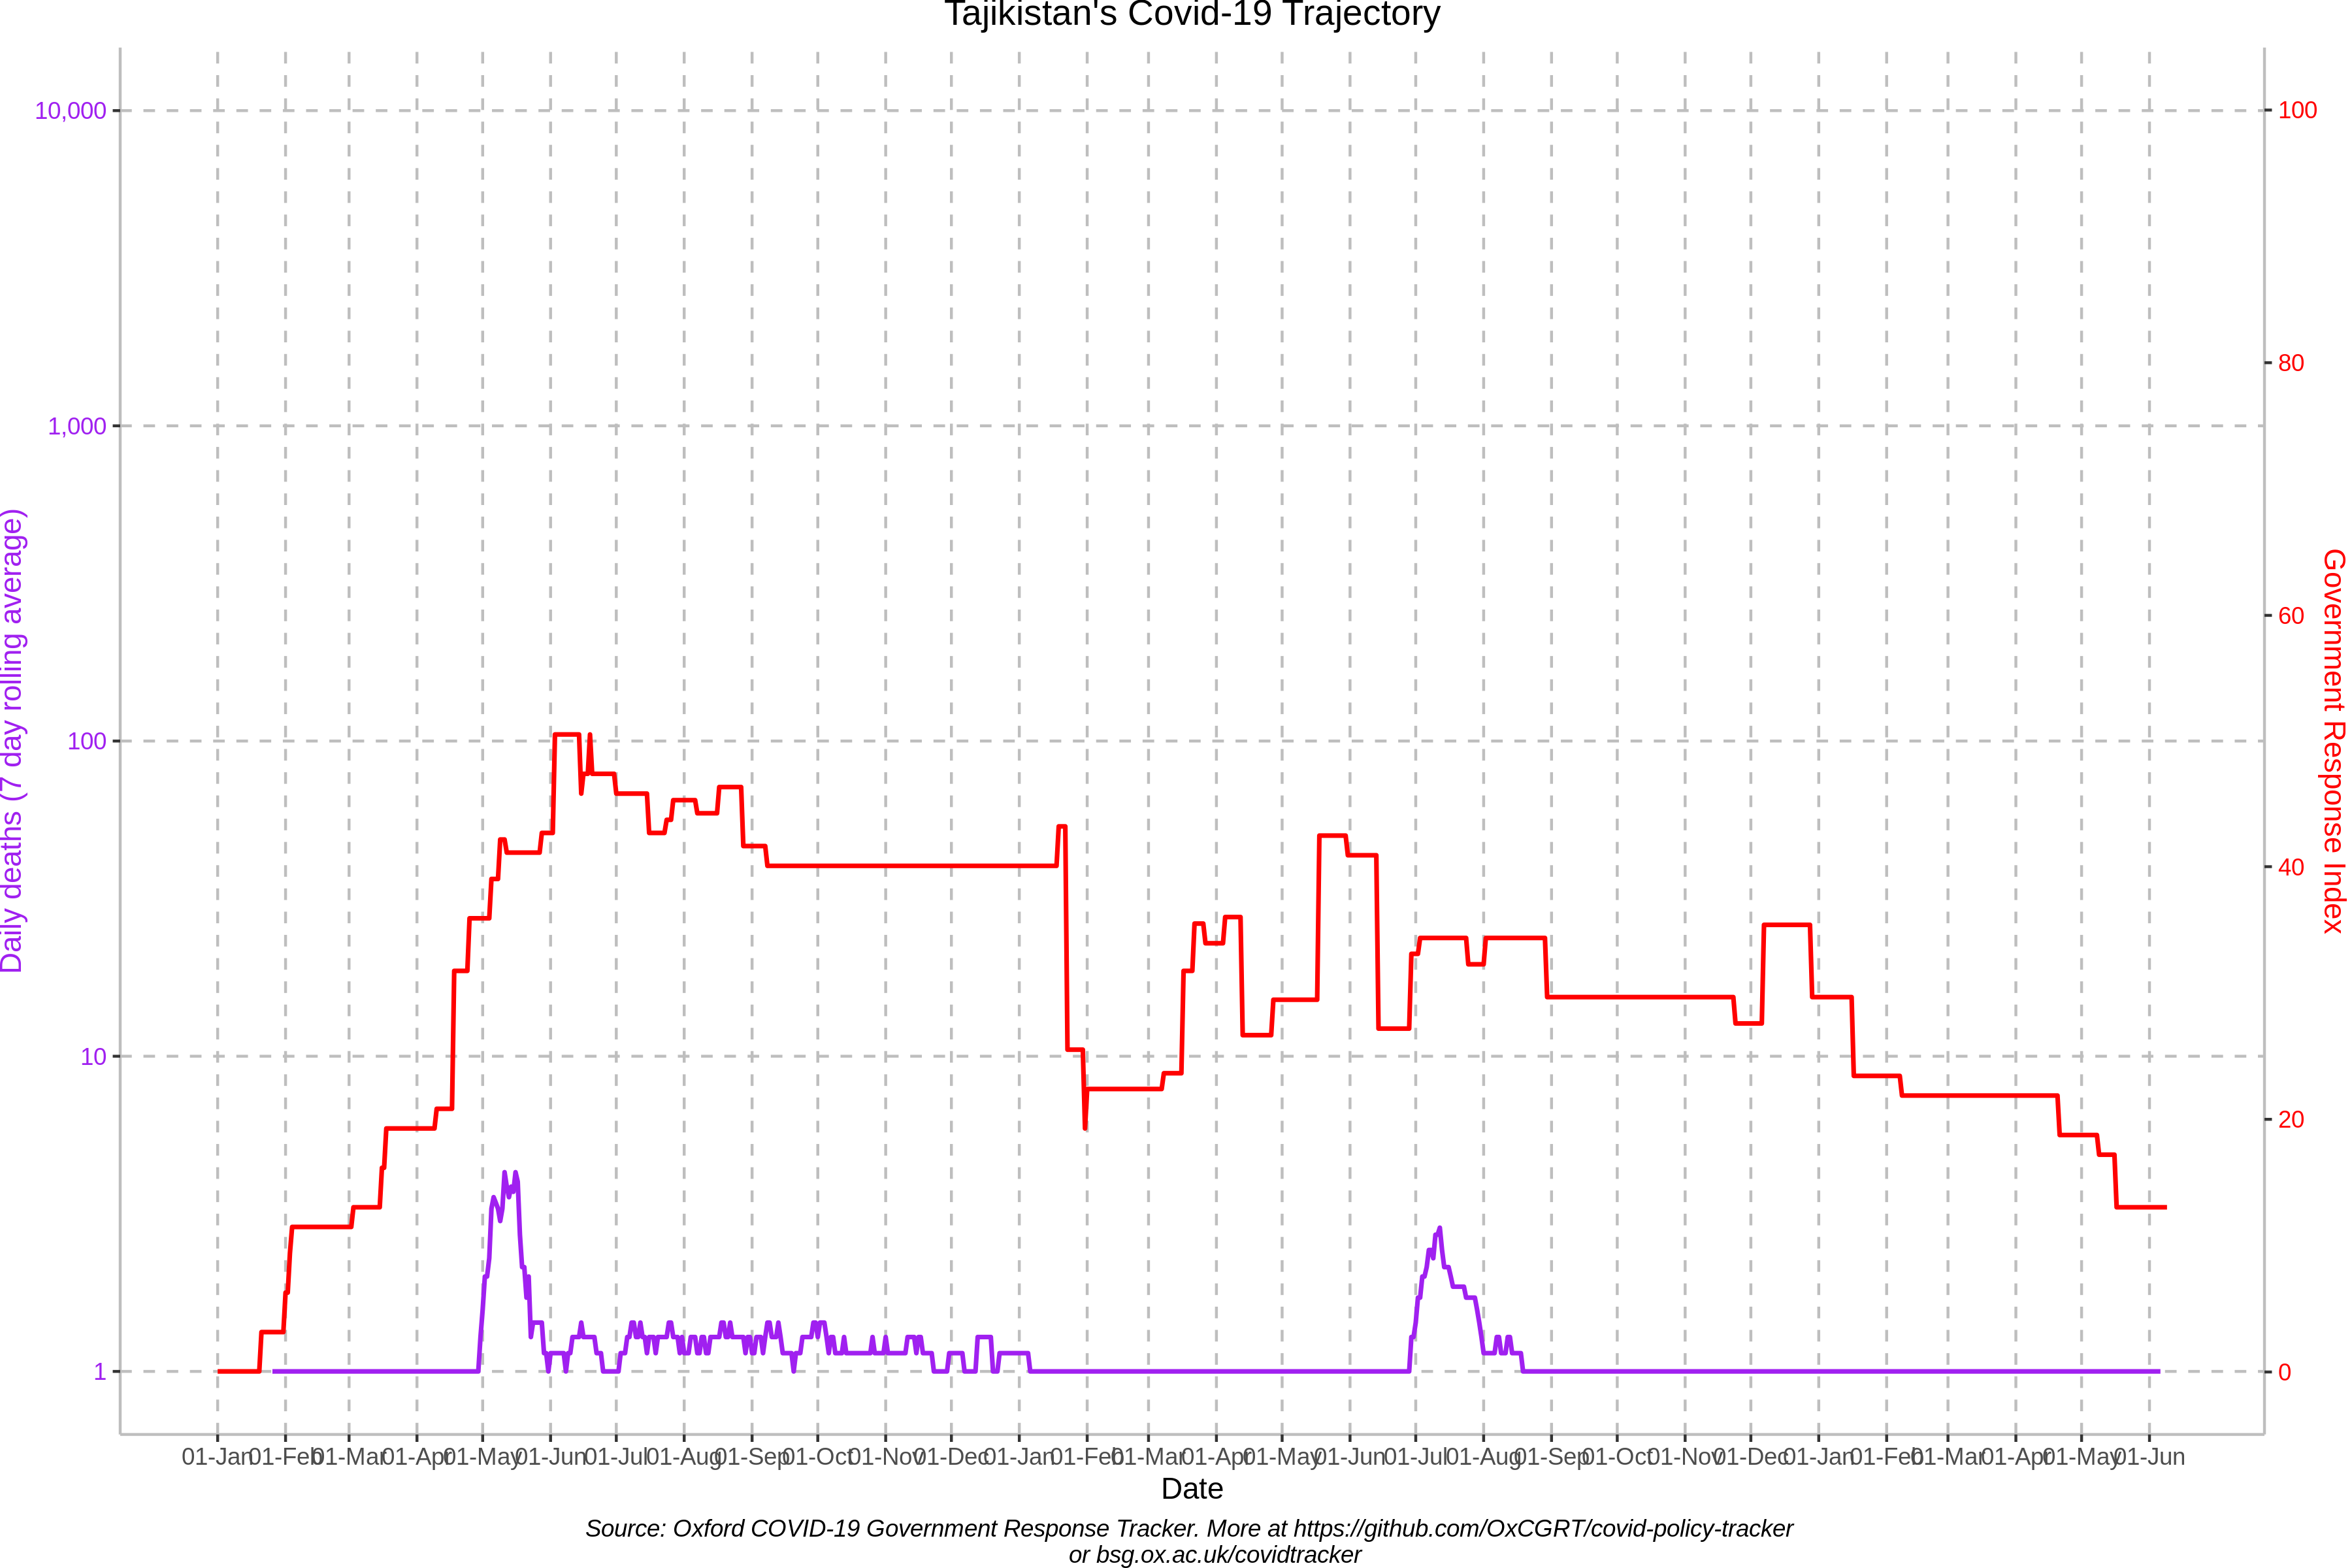 Tajikistan's Covid-19 Trajectory
10,000
1,000
100
10
1
Daily deaths (7 day rolling average)
100
80
60
40
20
0
Government Response Index
01-Jan 01-Feb 01-Mar 01-Apr 01-May 01-Jun 01-Jul 01-Aug 01-Sep 01-Oct 01-Nov 01-Dec 01-Jan 01-Feb 01-Mar 01-Apr 01-May 01-Jun 01-Jul 01-Aug 01-Sep 01-Oct 01-Nov 01-Dec 01-Jan 01-Feb 01-Mar 01-Apr 01-May 01-Jun
Date
Source: Oxford COVID-19 Government Response Tracker. More at https://github.com/OxCGRT/covid-policy-tracker
or bsg.ox.ac.uk/covidtracker